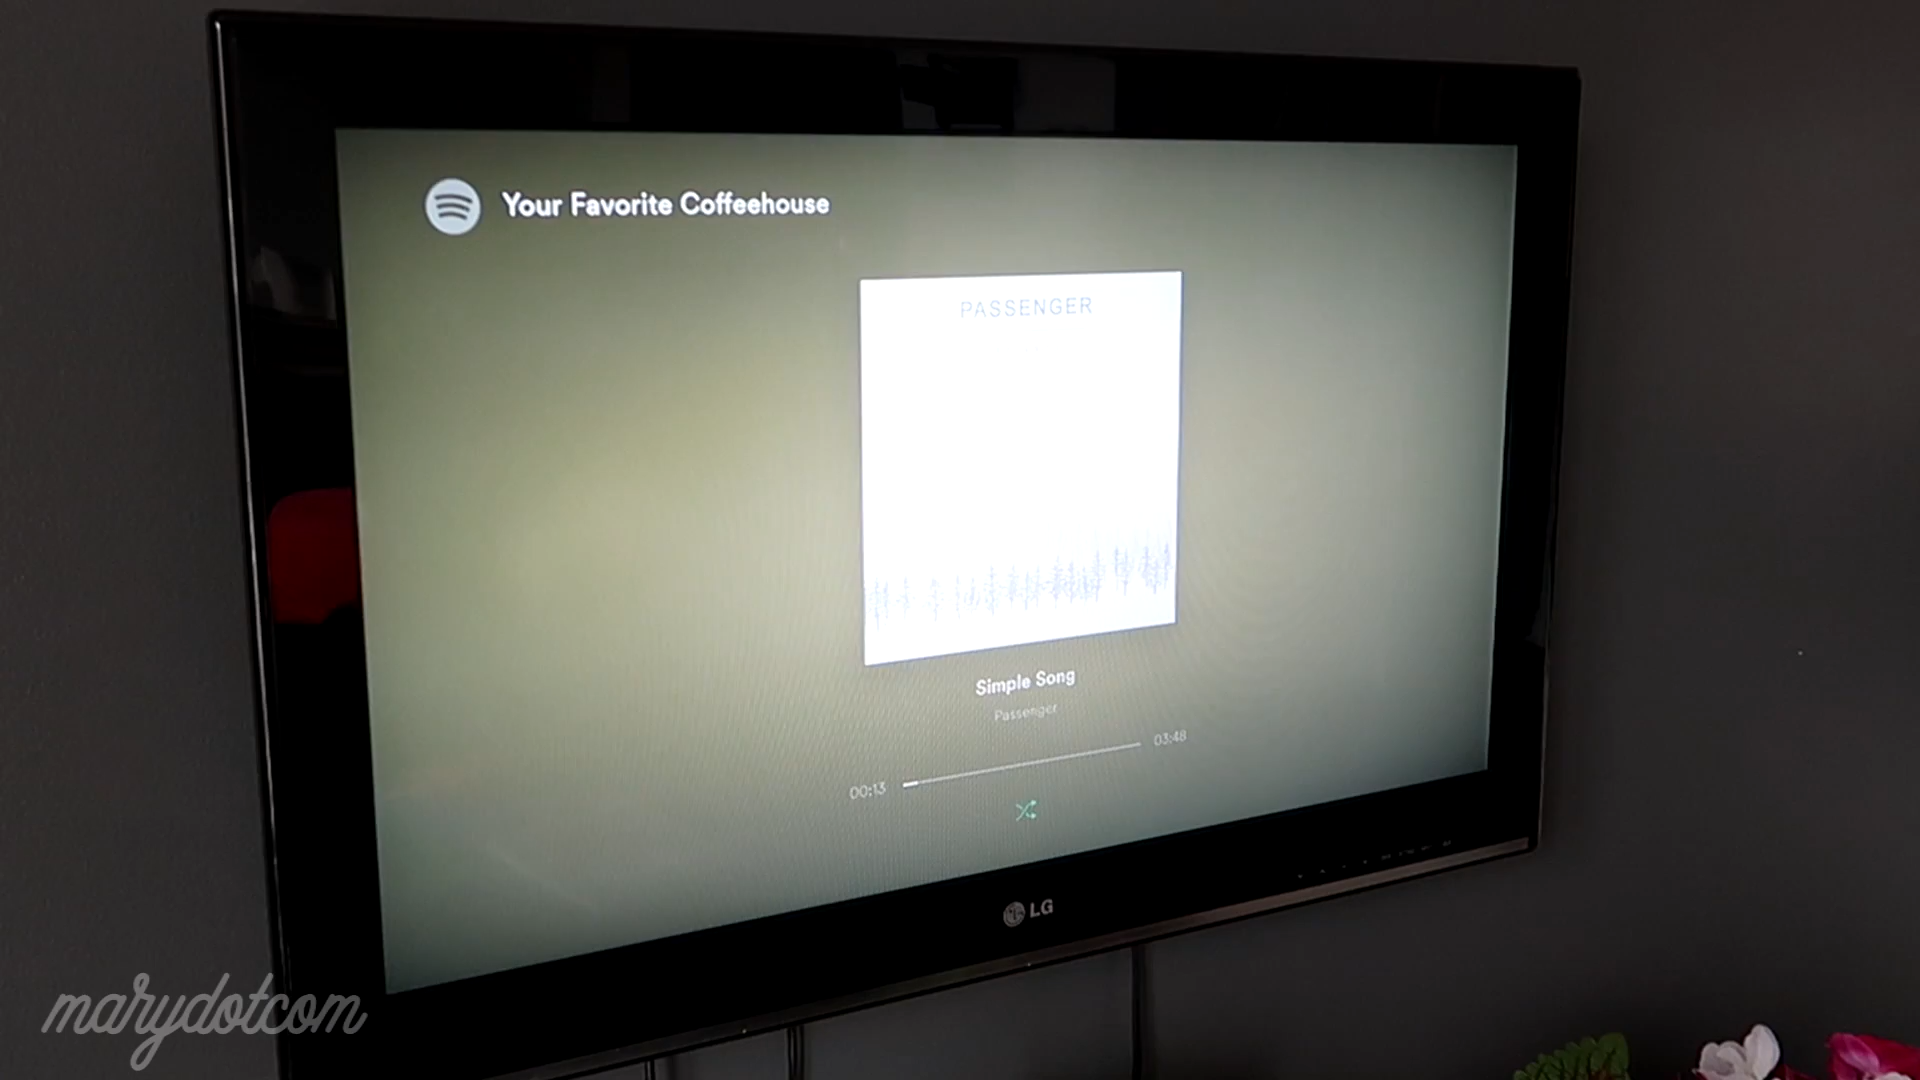 Your Favorite Coffeehouse
PASSENGER
Simple Song
Passenger
00:13
03:48
LG
marydotcom